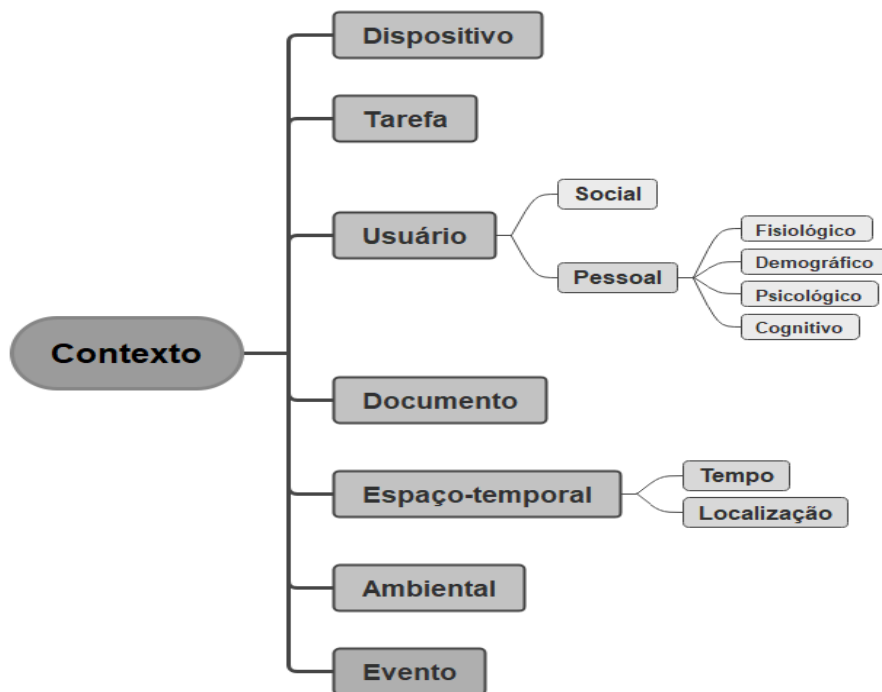 Dispositivo
Tarefa
Usuário
Social
Pessoal
Fisiológico
Demográfico
Psicológico
Cognitivo
Contexto
Documento
Espaço-temporal
Tempo
Localização
Ambiental
Evento